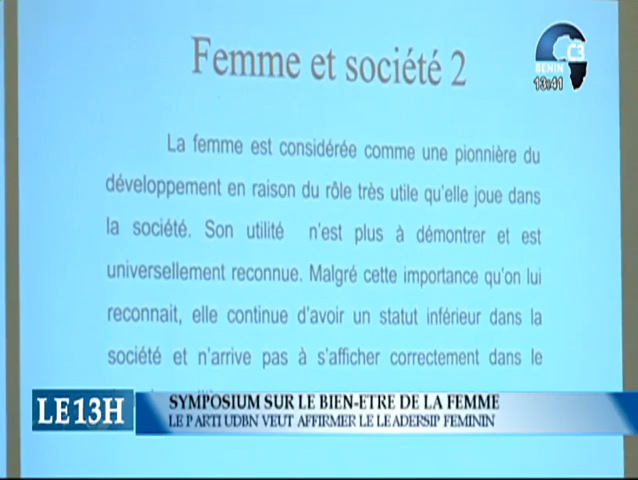 Femme et société 2
C3
BENIN
13:41
La femme est considérée comme une pionnière du
développement en raison du rôle très utile qu'elle joue dans
la société. Son utilité n'est plus à démontrer et est
universellement reconnue. Malgré cette importance qu'on lui
reconnait, elle continue d'avoir un statut inférieur dans la
société et n'arrive pas à s'afficher correctement dans le
LE13H
SYMPOSIUM SUR LE BIEN-ETRE DE LA FEMME
LE PARTI UDBN VEUT AFFIRMER LE LEADERSIP FEMININ